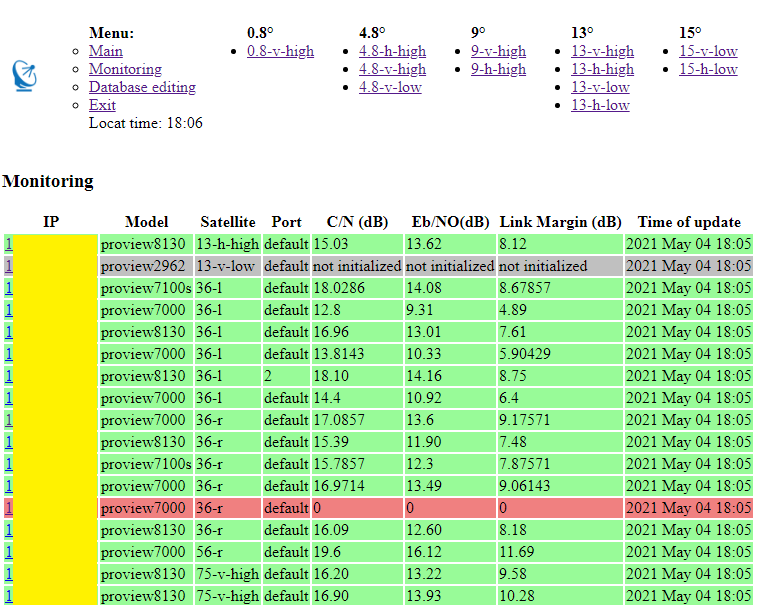 Menu: 0.8° 4.8° 9° 13° 15°
Main 0.8-v-high 4.8-h-high 9-v-high 13-v-high 15-v-low
Monitoring 4.8-v-high 9-h-high 13-h-high 15-h-low
Database editing 4.8-v-low 13-v-low
Exit 13-h-low
Locat time: 18:06
Monitoring
IP Model Satellite Port C/N (dB) Eb/NO(dB) Link Margin (dB) Time of update
1 proview8130 13-h-high default 15.03 13.62 8.12 2021 May 04 18:05
1 proview2962 13-v-low default not initialized not initialized not initialized 2021 May 04 18:05
1 proview7100s 36-l default 18.0286 14.08 8.67857 2021 May 04 18:05
1 proview7000 36-l default 12.8 9.31 4.89 2021 May 04 18:05
1 proview8130 36-l default 16.96 13.01 7.61 2021 May 04 18:05
1 proview7000 36-l default 13.8143 10.33 5.90429 2021 May 04 18:05
1 proview8130 36-l 2 18.10 14.16 8.75 2021 May 04 18:05
1 proview7000 36-l default 14.4 10.92 6.4 2021 May 04 18:05
1 proview7000 36-r default 17.0857 13.6 9.17571 2021 May 04 18:05
1 proview8130 36-r default 15.39 11.90 7.48 2021 May 04 18:05
1 proview7100s 36-r default 15.7857 12.3 7.87571 2021 May 04 18:05
1 proview7000 36-r default 16.9714 13.49 9.06143 2021 May 04 18:05
1 proview7000 36-r default 0 0 0 2021 May 04 18:05
1 proview8130 36-r default 16.09 12.60 8.18 2021 May 04 18:05
1 proview7000 56-r default 19.6 16.12 11.69 2021 May 04 18:05
1 proview8130 75-v-high default 16.20 13.22 9.58 2021 May 04 18:05
1 proview8130 75-v-high default 16.90 13.93 10.28 2021 May 04 18:05